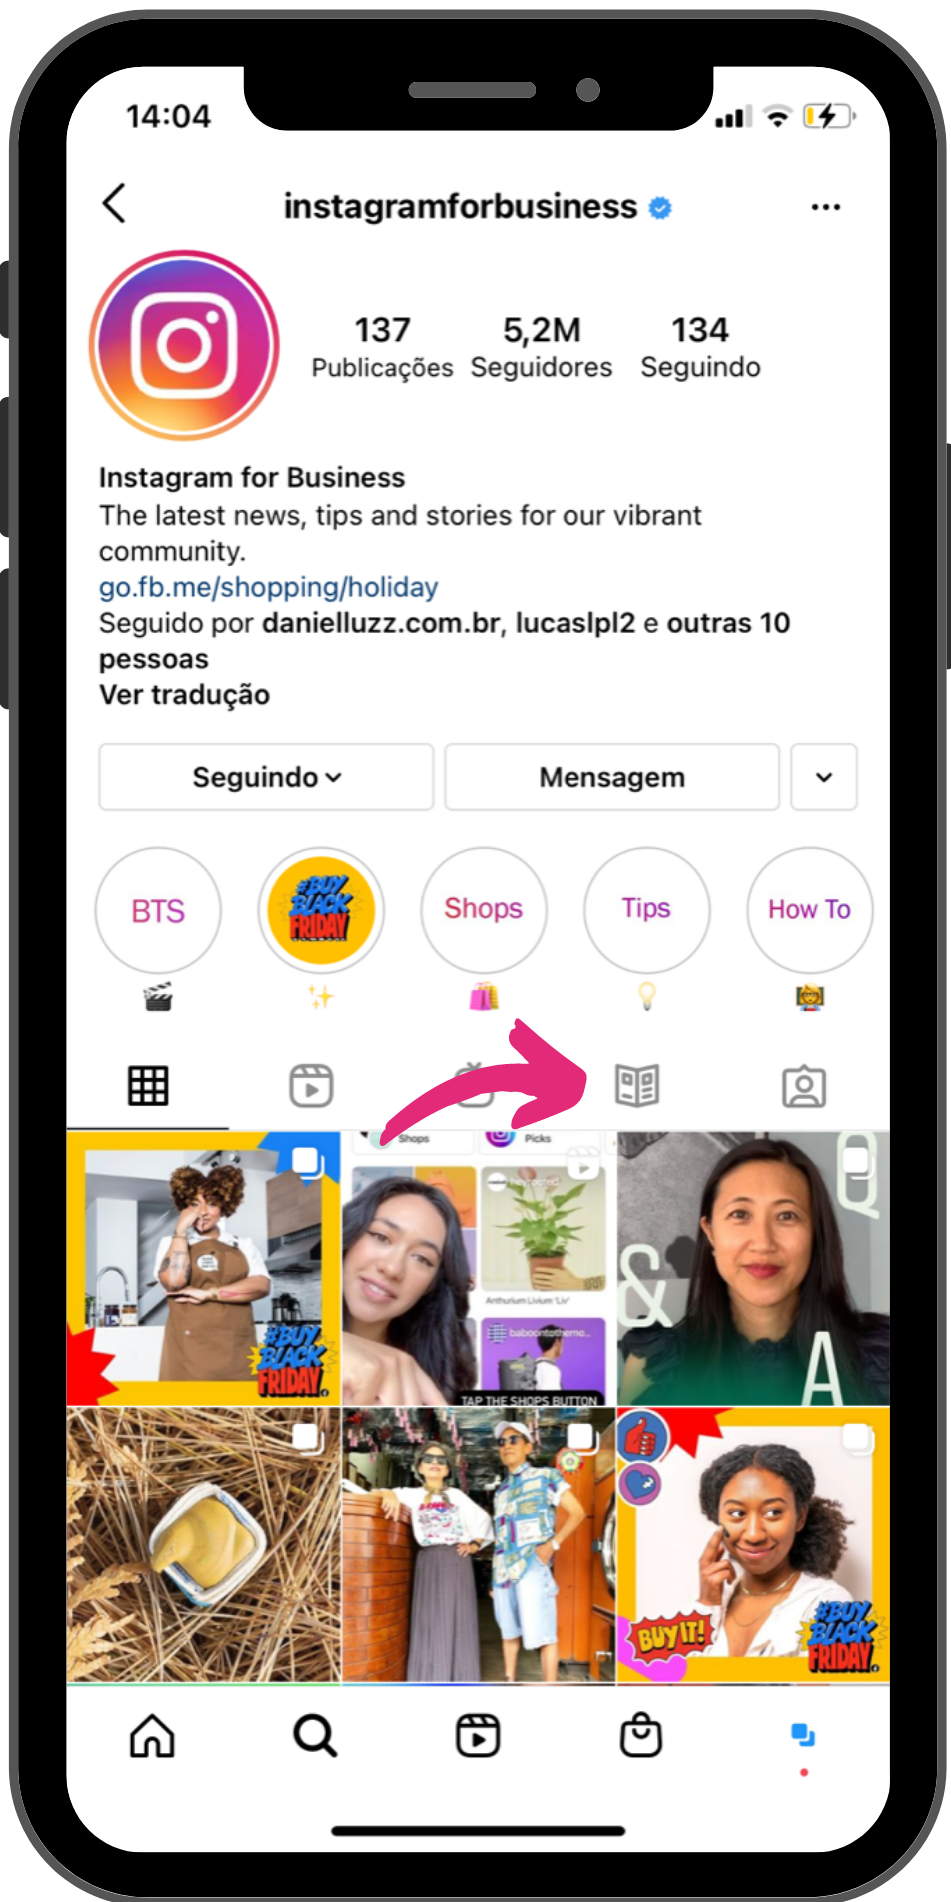 14:04
instagramforbusiness
137
5,2M
134
Publicações
Seguidores
Seguindo
Instagram for Business
The latest news, tips and stories for our vibrant
community.
go.fb.me/shopping/holiday
Seguido por danielluzz.com.br, lucaslpl2 e outras 10
pessoas
Ver tradução
Seguindo
Mensagem
BTS
#BUY
BLACK
FRIDAY
Shops
Tips
How To
Shops
Picks
heyrooted
Anthurium Livium 'Liv'
baboontothemo...
TAP THE SHOPS BUTTON
#BUY
BLACK
FRIDAY
Q
&
A
BUY IT!
#BUY
BLACK
FRIDAY